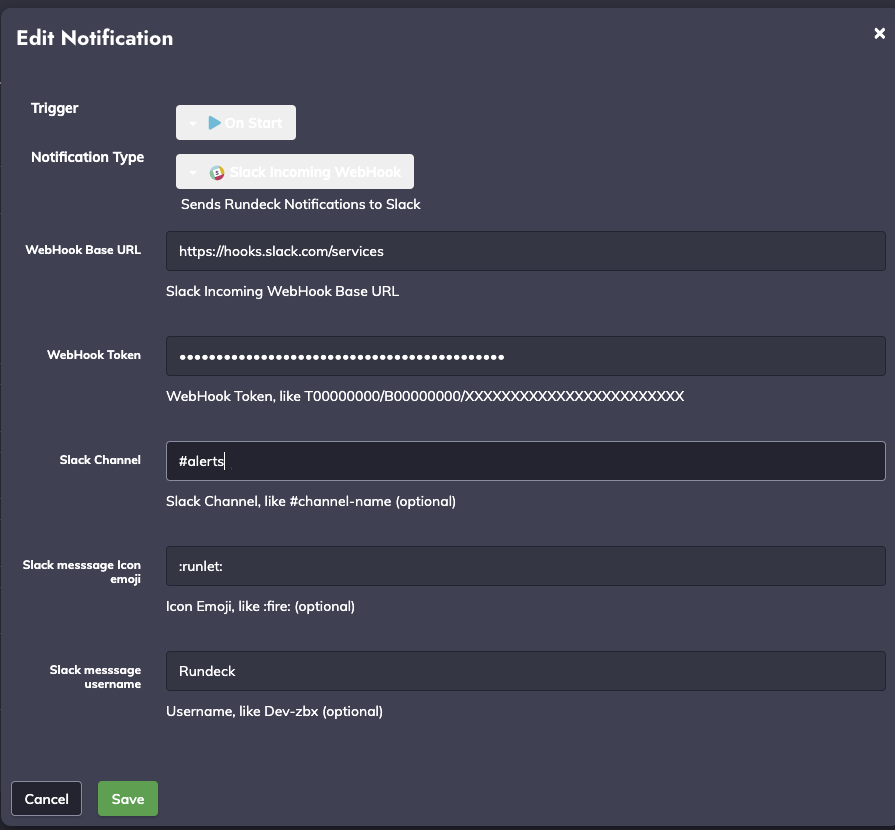 Edit Notification
×
Trigger
On Start
Notification Type
Slack Incoming WebHook
Sends Rundeck Notifications to Slack
WebHook Base URL
https://hooks.slack.com/services
Slack Incoming WebHook Base URL
WebHook Token
••••••••••••••••••••••••••••••••••••••••••••
WebHook Token, like T00000000/B00000000/XXXXXXXXXXXXXXXXXXXXXXXX
Slack Channel
#alerts
Slack Channel, like #channel-name (optional)
Slack messsage Icon
emoji
:runlet:
Icon Emoji, like :fire: (optional)
Slack messsage
username
Rundeck
Username, like Dev-zbx (optional)
Cancel
Save